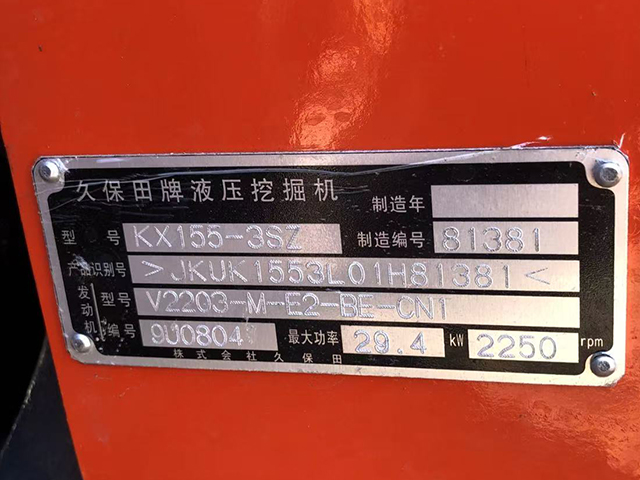 久保田牌液压挖掘机 制造年
型 号 KX155-3SZ 制造编号 81381
产品识别号 >JKUK1553L01H81381<
发动机 型号 V2203-M-E2-BE-CN1
编号 9U0804 最大功率 29.4 kW 2250 rpm
株式会社久保田